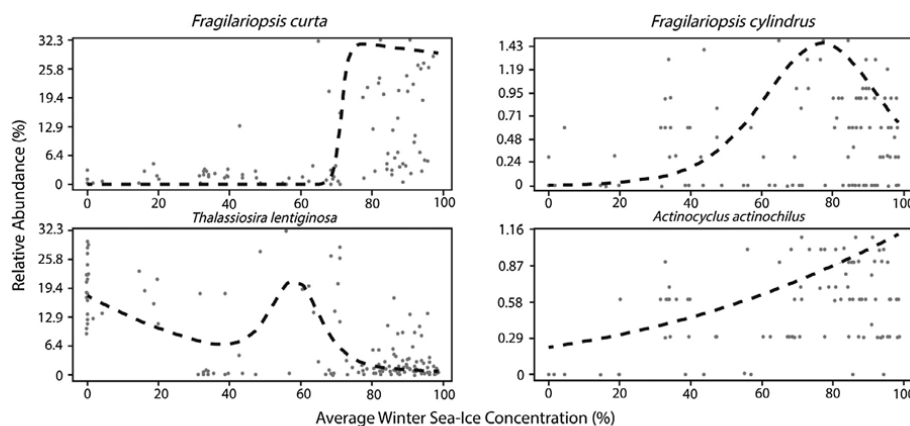 Fragilariopsis curta
Fragilariopsis cylindrus
Relative Abundance (%)
32.3
25.8
19.4
12.9
6.4
0
0 20 40 60 80 100
1.43
1.19
0.95
0.71
0.48
0.24
0
0 20 40 60 80 100
Thalassiosira lentiginosa
Actinocyclus actinochilus
32.3
25.8
19.4
12.9
6.4
0
0 20 40 60 80 100
1.16
0.87
0.58
0.29
0
0 20 40 60 80 100
Average Winter Sea-Ice Concentration (%)